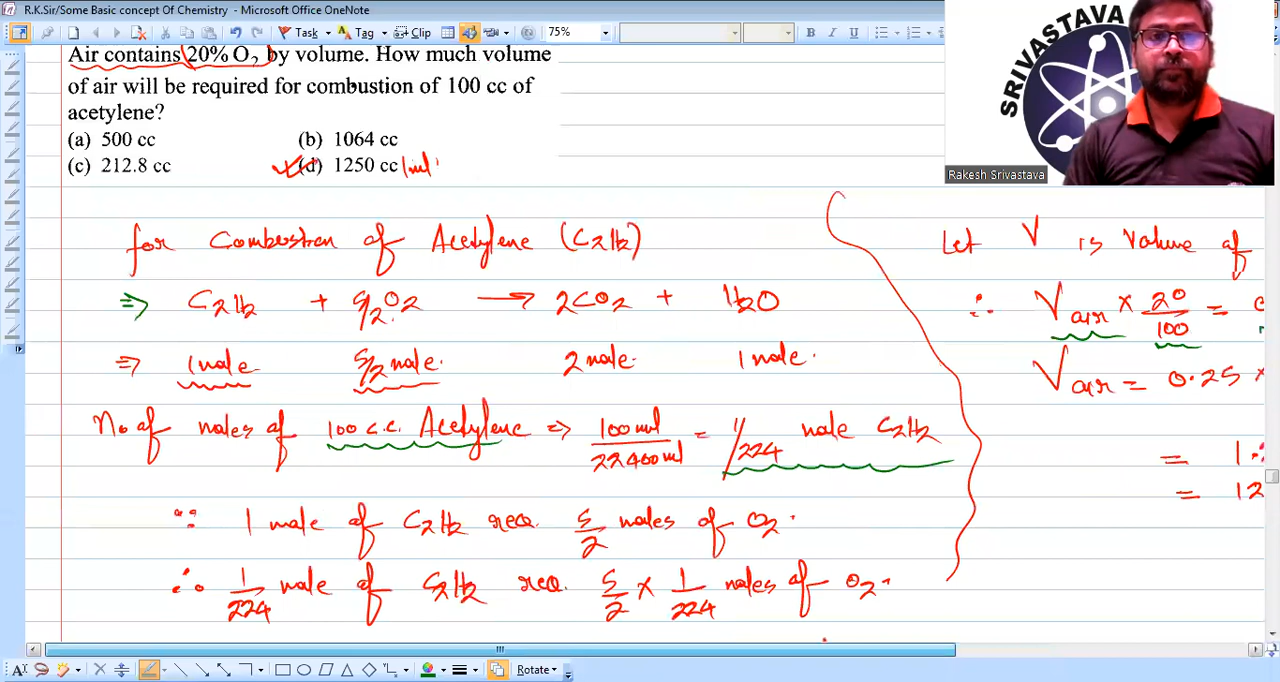 R.K.Sir/Some Basic concept Of Chemistry - Microsoft Office OneNote
Task Tag Clip 75% B I U
Air contains 20% O2 by volume. How much volume
of air will be required for combustion of 100 cc of
acetylene?
(a) 500 cc (b) 1064 cc
(c) 212.8 cc (d) 1250 cc/ml
SRIVASTAVA
Rakesh Srivastava
for Combustion of Acetylene (C2H2)
⇒ C2H2 + 5/2 O2 → 2CO2 + H2O
⇒ 1 mole 5/2 mole 2 mole 1 mole
No of moles of 100 c.c. Acetylene ⇒ 100 ml / 22400 ml = 1/224 mole C2H2
∵ 1 mole of C2H2 req. 5/2 moles of O2
∴ 1/224 mole of C2H2 req. 5/2 × 1/224 moles of O2
Let V is Volume of
∴ Vair × 20/100 =
Vair = 0.25 ×
= 1.
= 12
Rotate